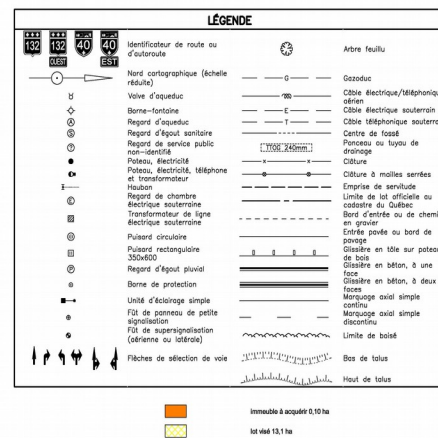 LÉGENDE
132 132 40 40
OUEST EST
Identificateur de route ou
d'autoroute
Nord cartographique (échelle
réduite)
Valve d'aqueduc
Borne-fontaine
Regard d'aqueduc
Regard d'égout sanitaire
Regard de service public
non-identifié
Poteau, électricité
Poteau, électricité, téléphone
et transformateur
Hauban
Regard de chambre
électrique souterraine
Transformateur de ligne
électrique souterraine
Puisard circulaire
Puisard rectangulaire
350x600
Regard d'égout pluvial
Borne de protection
Unité d'éclairage simple
Fût de panneau de petite
signalisation
Fût de supersignalisation
(aérienne ou latérale)
Flèches de sélection de voie
Arbre feuillu
G Gazoduc
Câble électrique/téléphonique
aérien
E Câble électrique souterrain
T Câble téléphonique souterra
Centre de fossé
TTOG 240mm
Ponceau ou tuyau de
drainage
Clôture
Clôture à mailles serrées
Emprise de servitude
Limite de lot officielle au
cadastre du Québec
Bord d'entrée ou de chemi
en gravier
Entrée pavée ou bord de
pavage
Glissière en tôle sur poteau
de bois
Glissière en béton, à une
face
Glissière en béton, à deux
faces
Marquage axial simple
continu
Marquage axial simple
discontinu
Limite de boisé
Bas de talus
Haut de talus
immeuble à acquérir 0,10 ha
lot visé 13,1 ha